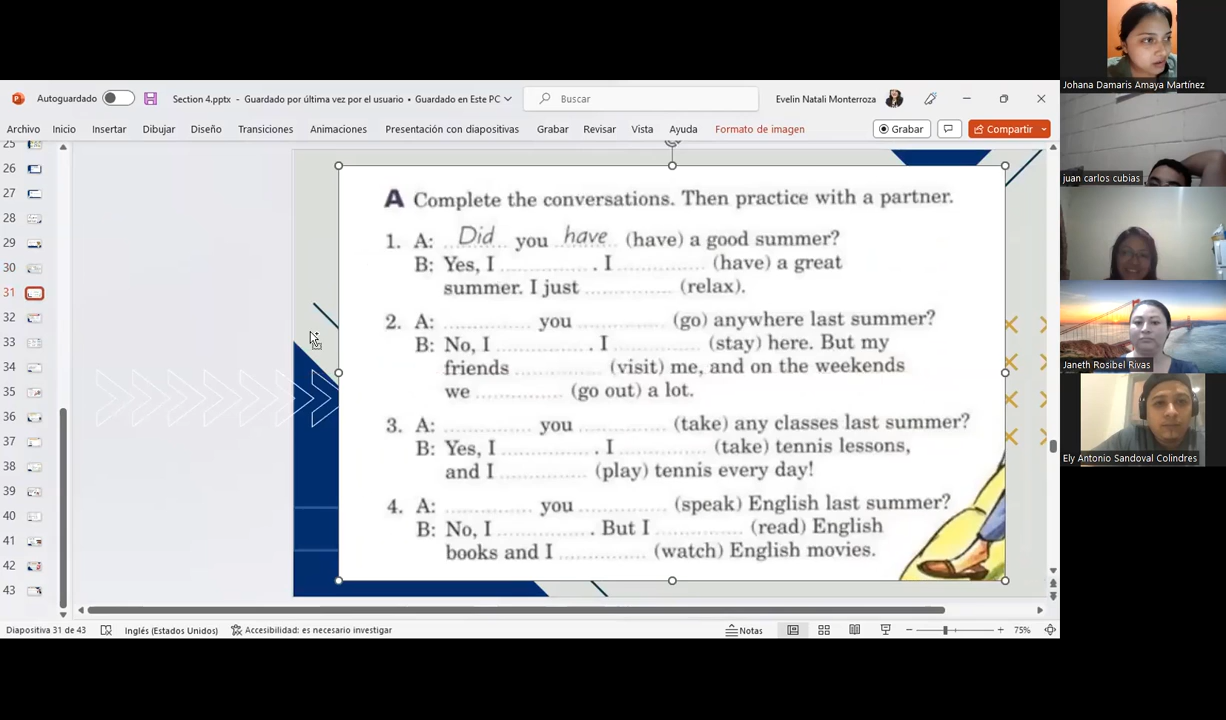 Johana Damaris Amaya Martínez
juan carlos cubias
Janeth Rosibel Rivas
Ely Antonio Sandoval Colindres
Autoguardado
Section 4.pptx - Guardado por última vez por el usuario • Guardado en Este PC
Buscar
Evelin Natali Monterroza
Archivo Inicio Insertar Dibujar Diseño Transiciones Animaciones Presentación con diapositivas Grabar Revisar Vista Ayuda Formato de imagen
Grabar
Compartir
25
26
27
28
29
30
31
32
33
34
35
36
37
38
39
40
41
42
43
A Complete the conversations. Then practice with a partner.
1. A: Did you have (have) a good summer?
B: Yes, I ............ . I ............ (have) a great
summer. I just ............ (relax).
2. A: ............ you ............ (go) anywhere last summer?
B: No, I ............ . I ............ (stay) here. But my
friends ............ (visit) me, and on the weekends
we ............ (go out) a lot.
3. A: ............ you ............ (take) any classes last summer?
B: Yes, I ............ . I ............ (take) tennis lessons,
and I ............ (play) tennis every day!
4. A: ............ you ............ (speak) English last summer?
B: No, I ............ . But I ............ (read) English
books and I ............ (watch) English movies.
Diapositiva 31 de 43
Inglés (Estados Unidos)
Accesibilidad: es necesario investigar
Notas
75%